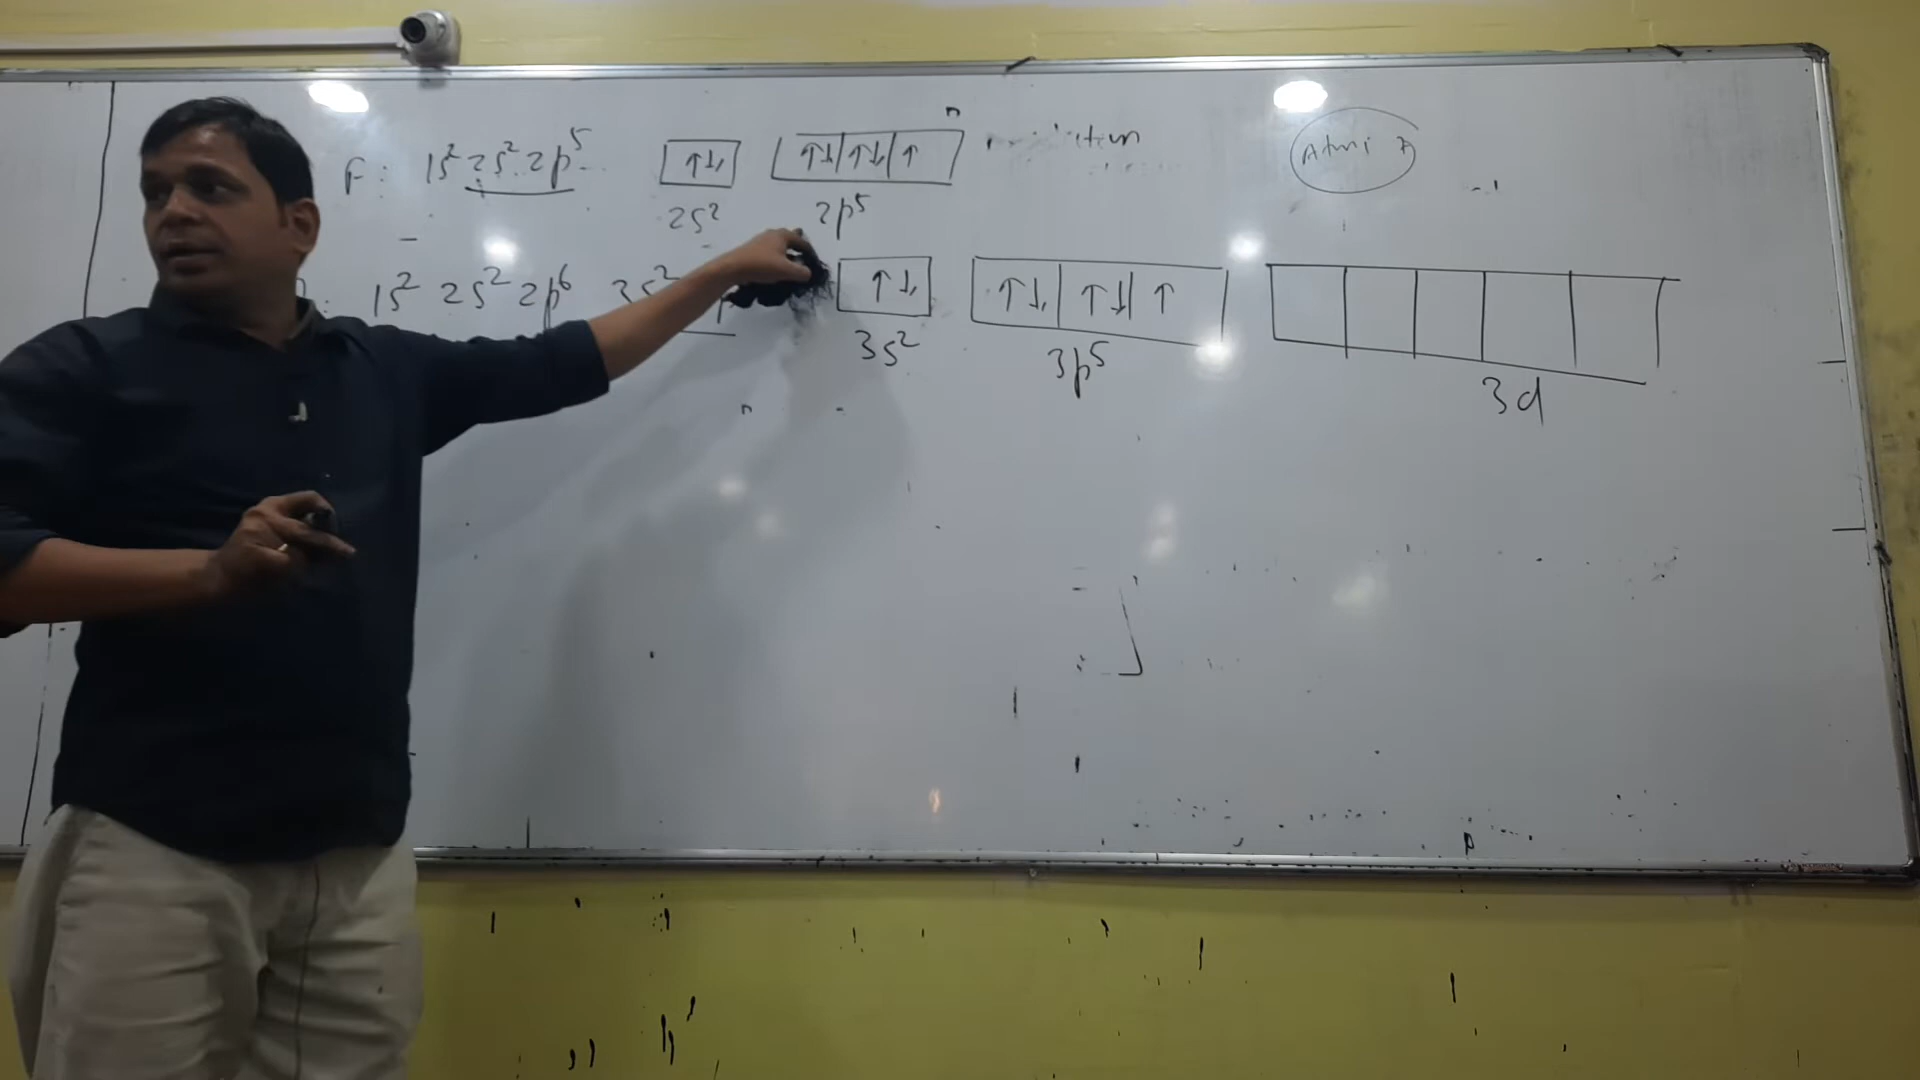 F : 1s² 2s² 2p⁵ ↑↓ ↑↓ ↑↓ ↑
2s² 2p⁵
: 1s² 2s² 2p⁶ 3s² ↑↓ ↑↓ ↑↓ ↑
3s² 3p⁵ 3d